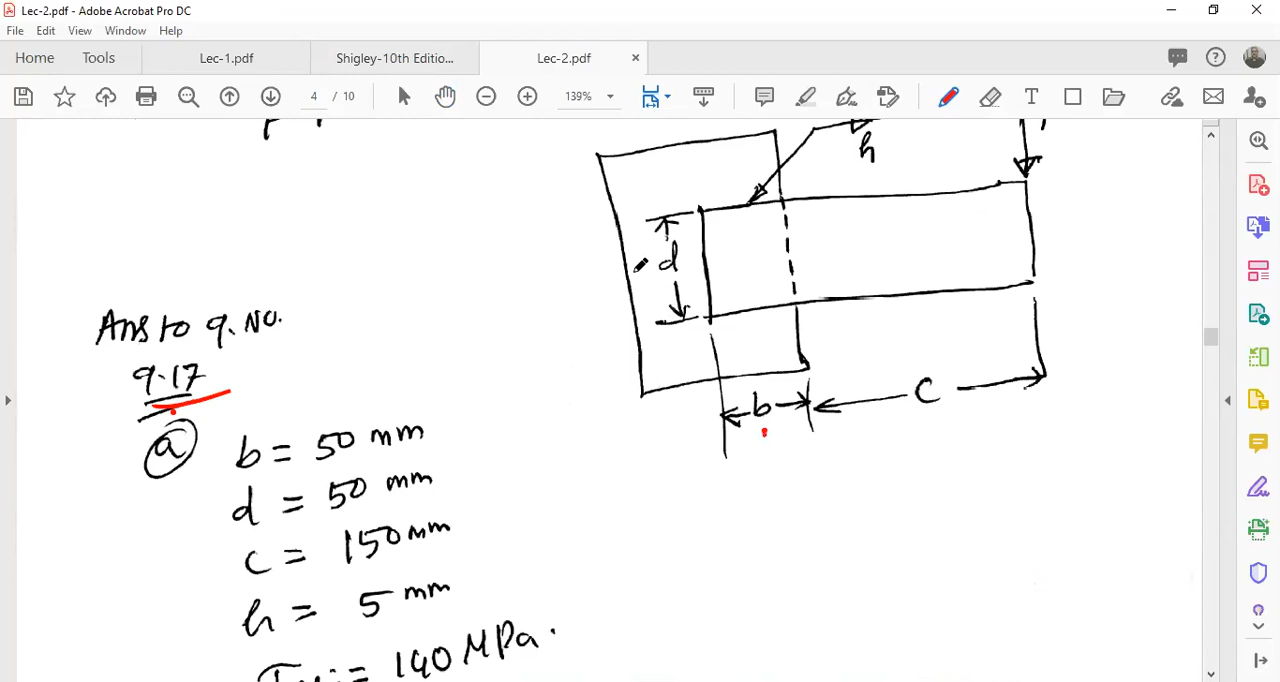 Lec-2.pdf - Adobe Acrobat Pro DC
File Edit View Window Help
Home Tools Lec-1.pdf Shigley-10th Editio... Lec-2.pdf
4 / 10 139%
h
d
b
c
Ans to q. No.
9.17
a
b = 50 mm
d = 50 mm
c = 150 mm
h = 5 mm
= 140 MPa.